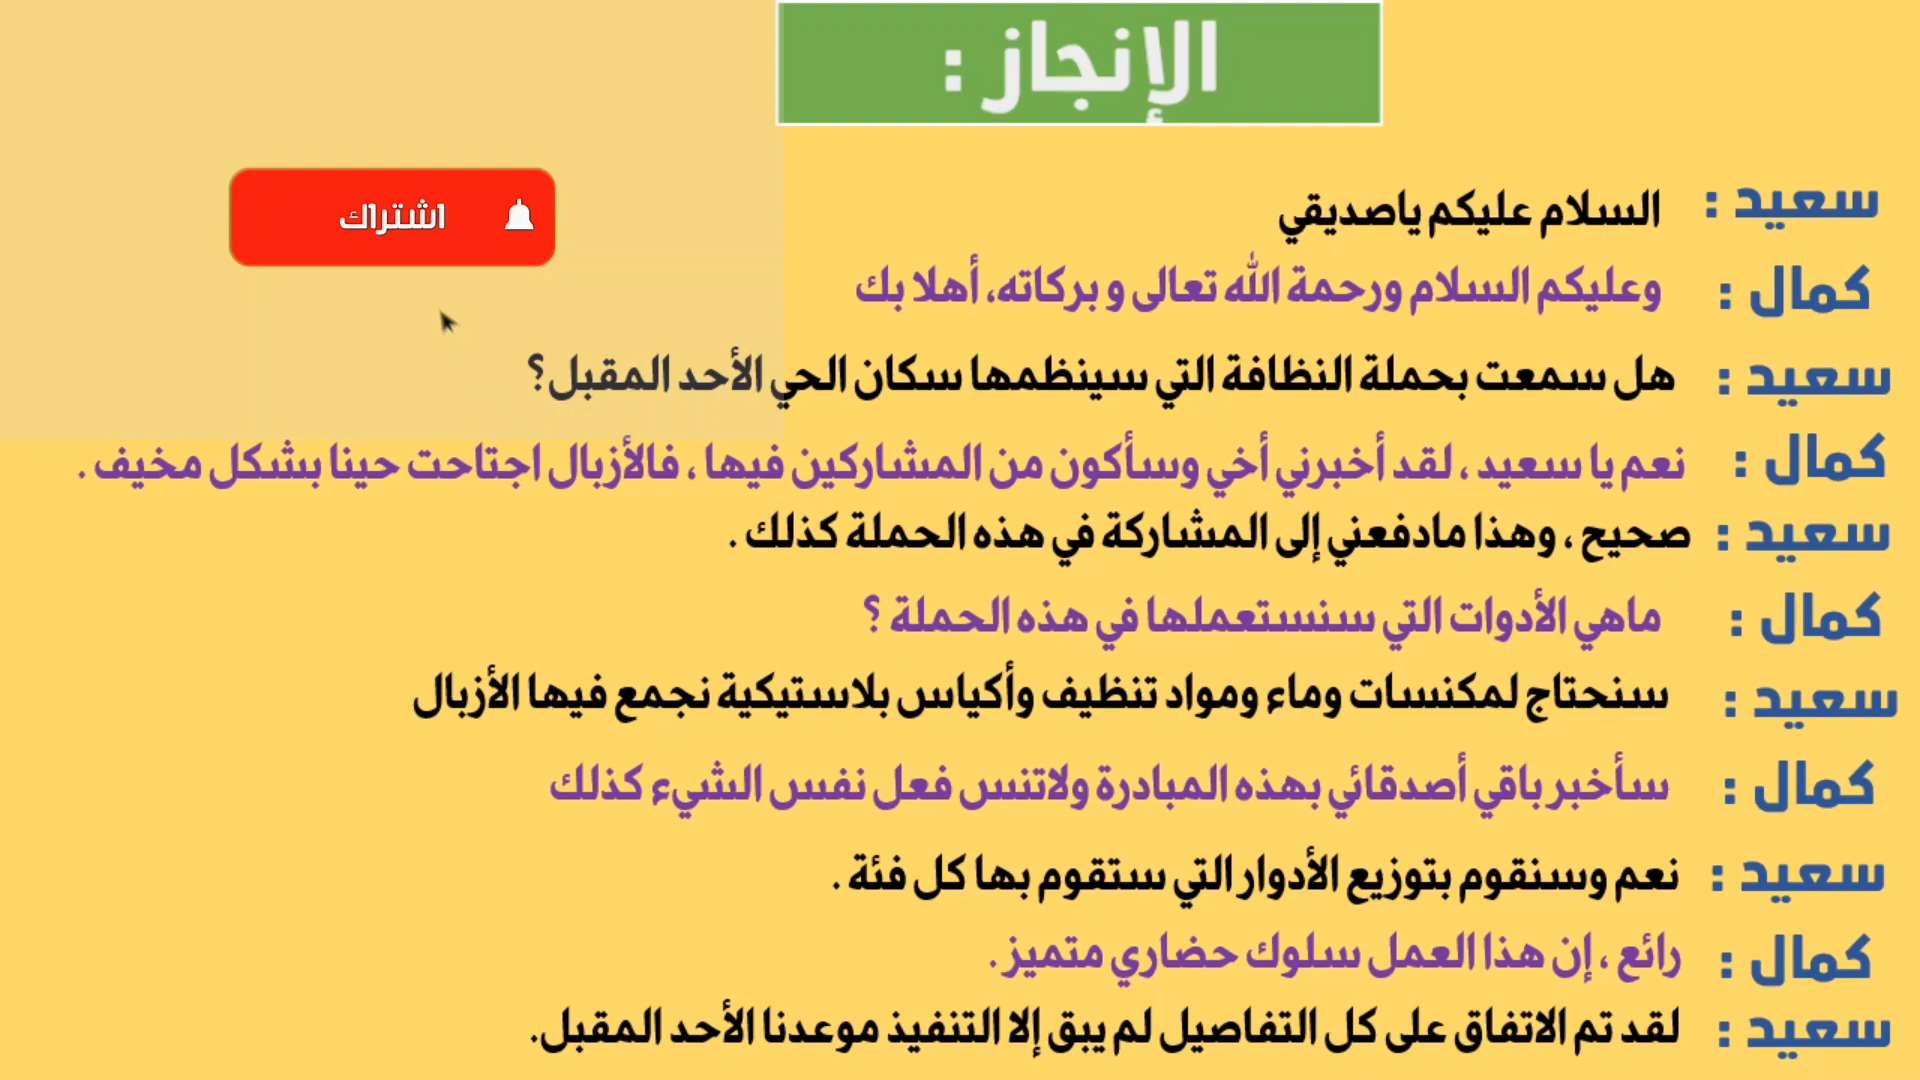 الإنجاز :
اشتراك
سعيد : السلام عليكم ياصديقي
كمال : وعليكم السلام ورحمة الله تعالى و بركاته، أهلا بك
سعيد : هل سمعت بحملة النظافة التي سينظمها سكان الحي الأحد المقبل؟
كمال : نعم يا سعيد ، لقد أخبرني أخي وسأكون من المشاركين فيها ، فالأزبال اجتاحت حينا بشكل مخيف .
سعيد : صحيح ، وهذا مادفعني إلى المشاركة في هذه الحملة كذلك .
كمال : ماهي الأدوات التي سنستعملها في هذه الحملة ؟
سعيد : سنحتاج لمكنسات وماء ومواد تنظيف وأكياس بلاستيكية نجمع فيها الأزبال
كمال : سأخبر باقي أصدقائي بهذه المبادرة ولاتنس فعل نفس الشيء كذلك
سعيد : نعم وسنقوم بتوزيع الأدوار التي ستقوم بها كل فئة .
كمال : رائع ، إن هذا العمل سلوك حضاري متميز .
سعيد : لقد تم الاتفاق على كل التفاصيل لم يبق إلا التنفيذ موعدنا الأحد المقبل.